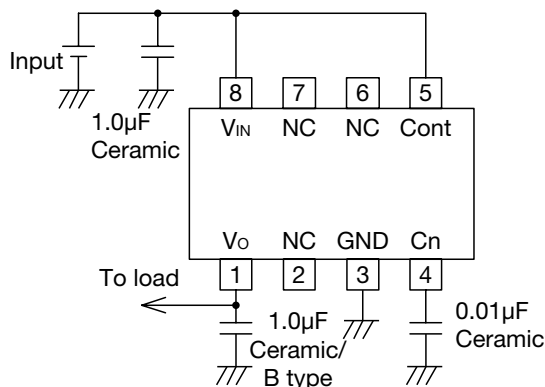 Input
1.0µF
Ceramic
8 7 6 5
VIN NC NC Cont
VO NC GND Cn
1 2 3 4
To load
1.0µF
Ceramic/
B type
0.01µF
Ceramic